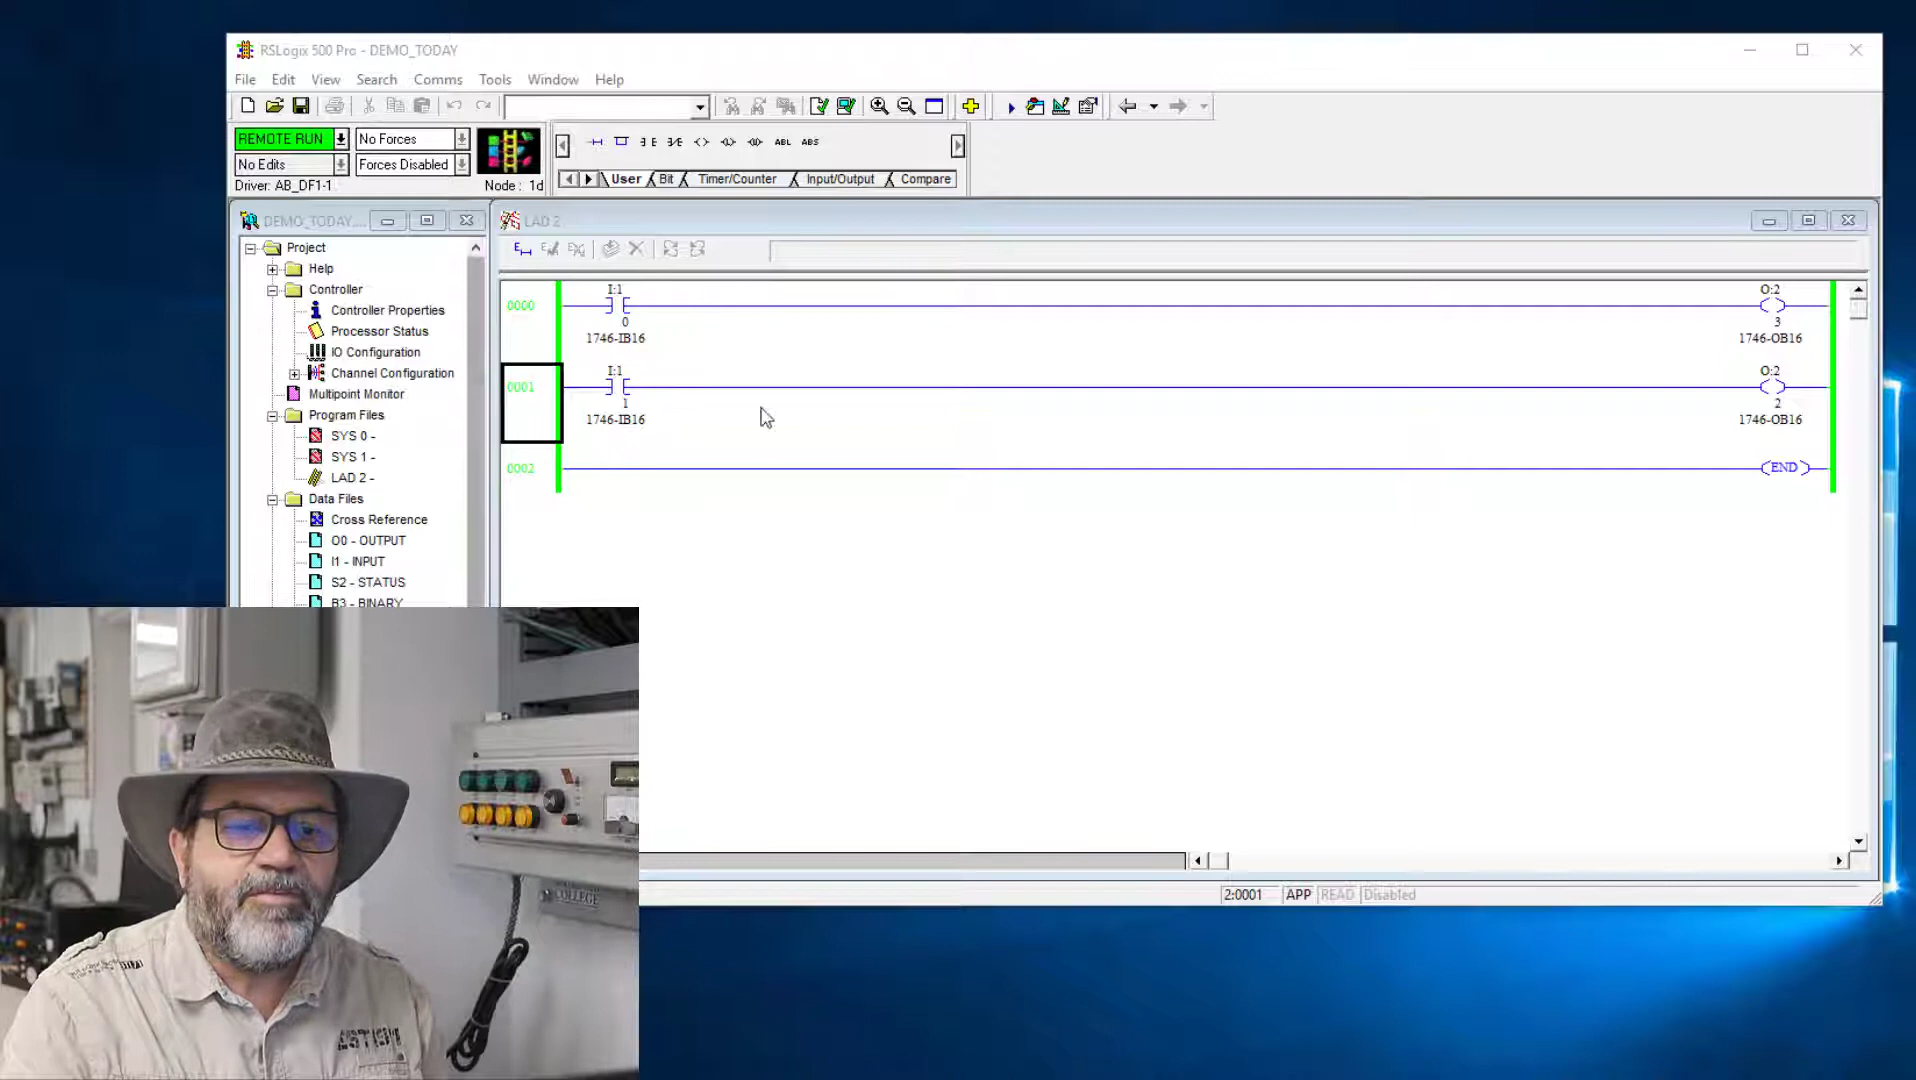 RSLogix 500 Pro - DEMO_TODAY
File Edit View Search Comms Tools Window Help
REMOTE RUN No Forces
No Edits Forces Disabled
Driver: AB_DF1-1 Node: 1d
ABL ABS
User Bit Timer/Counter Input/Output Compare
DEMO_TODAY....
Project
Help
Controller
Controller Properties
Processor Status
IO Configuration
Channel Configuration
Multipoint Monitor
Program Files
SYS 0 -
SYS 1 -
LAD 2 -
Data Files
Cross Reference
O0 - OUTPUT
I1 - INPUT
S2 - STATUS
B3 - BINARY
LAD 2
0000
I:1
0
1746-IB16
O:2
3
1746-OB16
0001
I:1
1
1746-IB16
O:2
2
1746-OB16
0002
END
2:0001 APP READ Disabled
COLLEGE